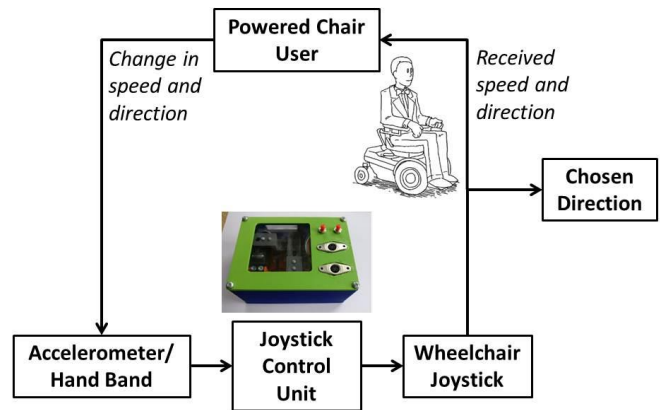 Powered Chair
User
Change in
speed and
direction
Received
speed and
direction
Chosen
Direction
Accelerometer/
Hand Band
Joystick
Control
Unit
Wheelchair
Joystick